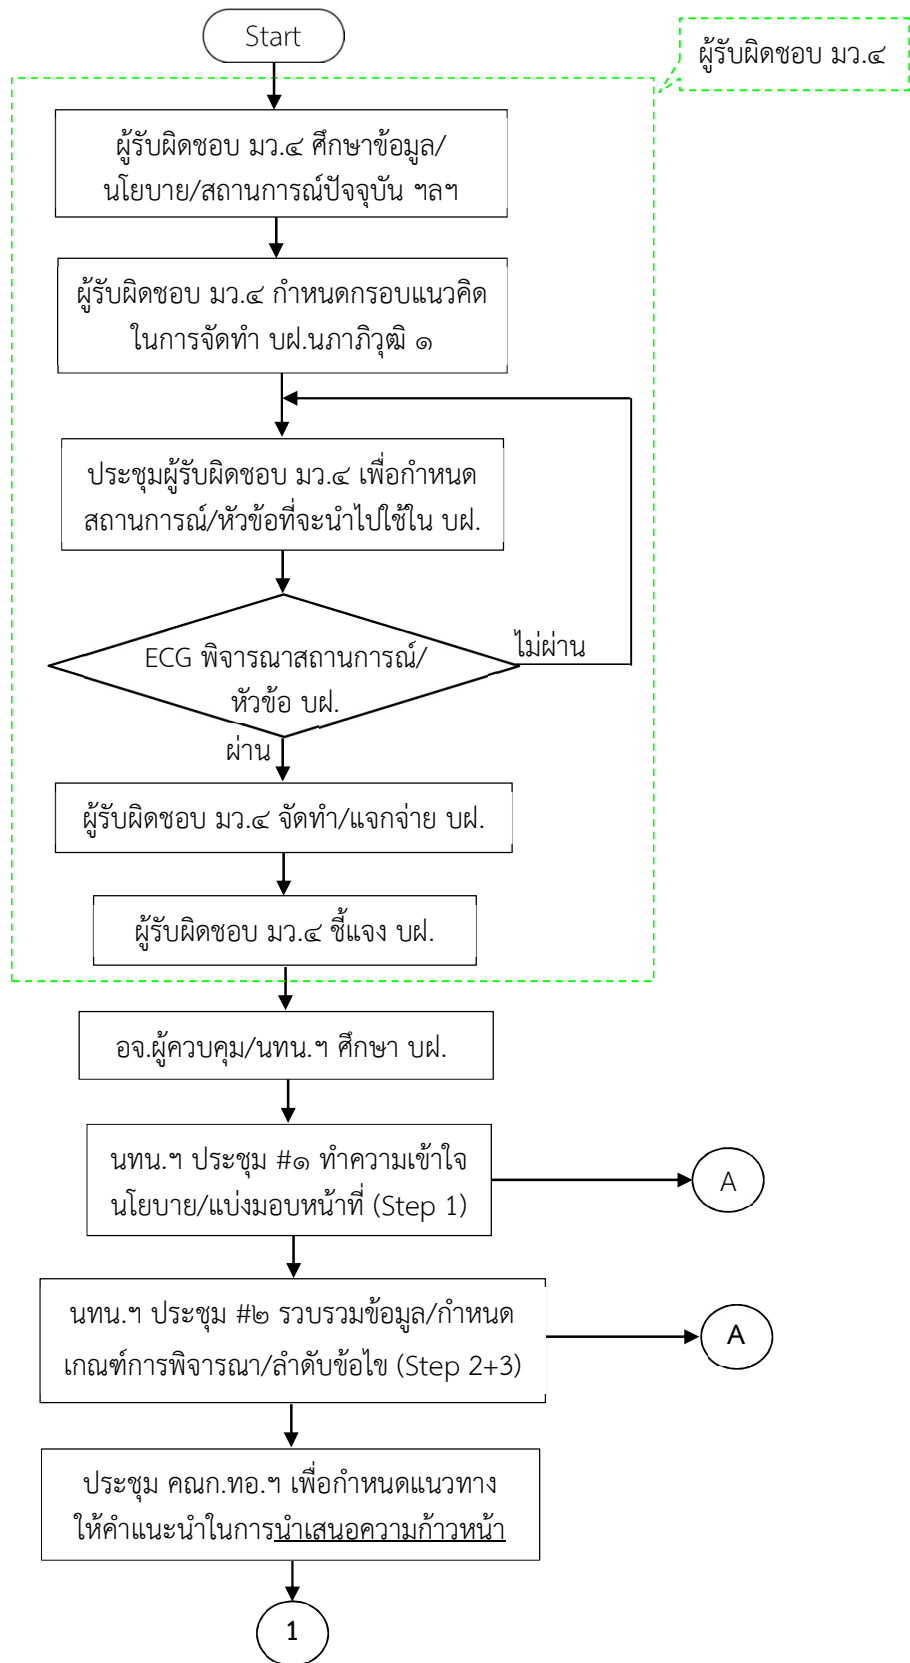 Start
ผู้รับผิดชอบ มว.๔
ผู้รับผิดชอบ มว.๔ ศึกษาข้อมูล/
นโยบาย/สถานการณ์ปัจจุบัน ฯลฯ
ผู้รับผิดชอบ มว.๔ กำหนดกรอบแนวคิด
ในการจัดทำ บฝ.นภาภิวุฒิ ๑
ประชุมผู้รับผิดชอบ มว.๔ เพื่อกำหนด
สถานการณ์/หัวข้อที่จะนำไปใช้ใน บฝ.
ECG พิจารณาสถานการณ์/
หัวข้อ บฝ.
ไม่ผ่าน
ผ่าน
ผู้รับผิดชอบ มว.๔ จัดทำ/แจกจ่าย บฝ.
ผู้รับผิดชอบ มว.๔ ชี้แจง บฝ.
อจ.ผู้ควบคุม/นทน.ฯ ศึกษา บฝ.
นทน.ฯ ประชุม #๑ ทำความเข้าใจ
นโยบาย/แบ่งมอบหน้าที่ (Step 1)
A
นทน.ฯ ประชุม #๒ รวบรวมข้อมูล/กำหนด
เกณฑ์การพิจารณา/ลำดับข้อไข (Step 2+3)
A
ประชุม คณก.ทอ.ฯ เพื่อกำหนดแนวทาง
ให้คำแนะนำในการนำเสนอความก้าวหน้า
1